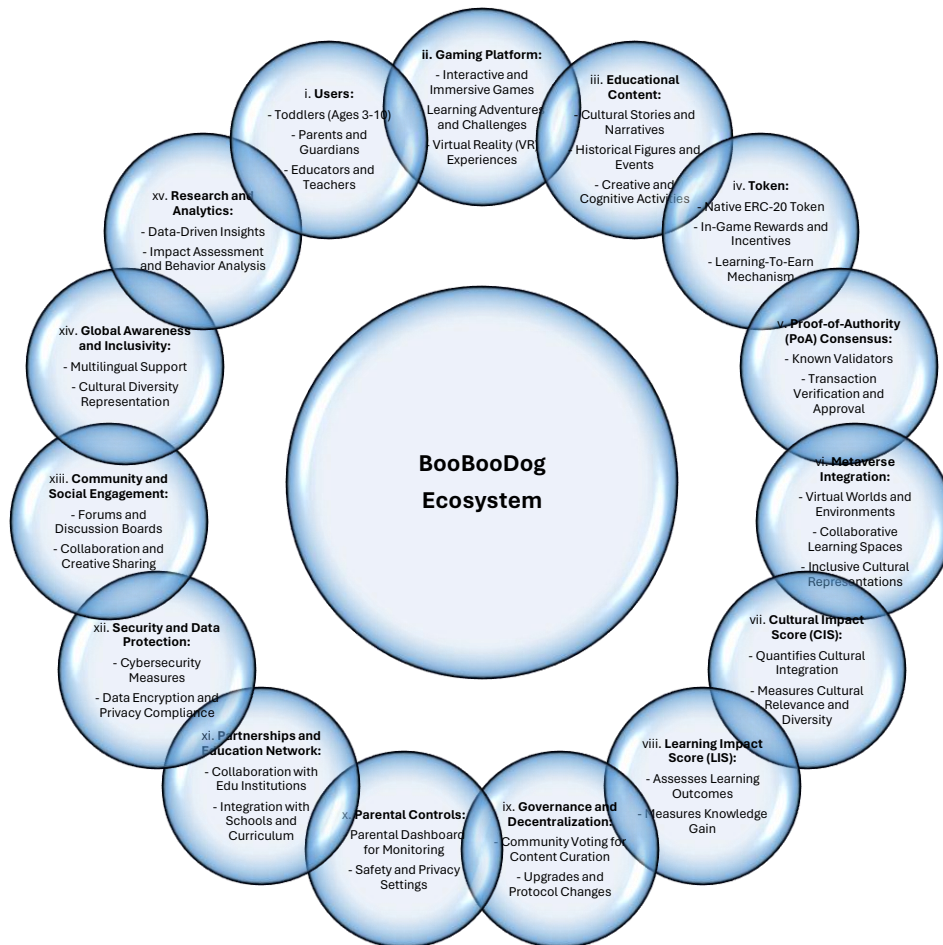 BooBooDog
Ecosystem
i. Users:
- Toddlers (Ages 3-10)
- Parents and
Guardians
- Educators and
Teachers
ii. Gaming Platform:
- Interactive and
Immersive Games
- Learning Adventures
and Challenges
- Virtual Reality (VR)
Experiences
iii. Educational
Content:
- Cultural Stories and
Narratives
- Historical Figures and
Events
- Creative and
Cognitive Activities
iv. Token:
- Native ERC-20 Token
- In-Game Rewards and
Incentives
- Learning-To-Earn
Mechanism
v. Proof-of-Authority
(PoA) Consensus:
- Known Validators
- Transaction
Verification and
Approval
vi. Metaverse
Integration:
- Virtual Worlds and
Environments
- Collaborative
Learning Spaces
- Inclusive Cultural
Representations
vii. Cultural Impact
Score (CIS):
- Quantifies Cultural
Integration
- Measures Cultural
Relevance and
Diversity
viii. Learning Impact
Score (LIS):
- Assesses Learning
Outcomes
- Measures Knowledge
Gain
ix. Governance and
Decentralization:
- Community Voting for
Content Curation
- Upgrades and
Protocol Changes
x. Parental Controls:
Parental Dashboard
for Monitoring
- Safety and Privacy
Settings
xi. Partnerships and
Education Network:
- Collaboration with
Edu Institutions
- Integration with
Schools and
Curriculum
xii. Security and Data
Protection:
- Cybersecurity
Measures
- Data Encryption and
Privacy Compliance
xiii. Community and
Social Engagement:
- Forums and
Discussion Boards
- Collaboration and
Creative Sharing
xiv. Global Awareness
and Inclusivity:
- Multilingual Support
- Cultural Diversity
Representation
xv. Research and
Analytics:
- Data-Driven Insights
- Impact Assessment
and Behavior Analysis